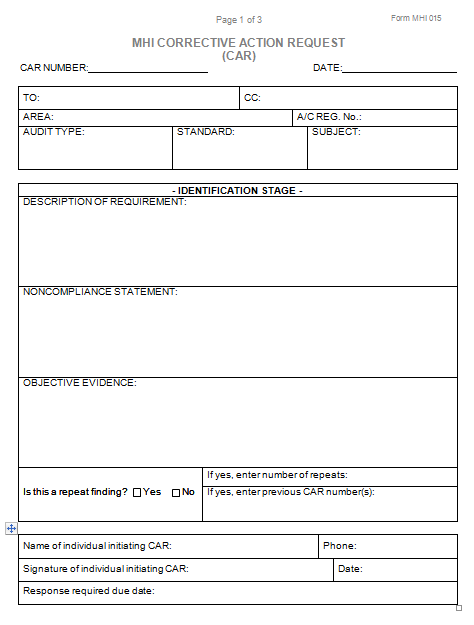 Page 1 of 3
Form MHI 015
MHI CORRECTIVE ACTION REQUEST
(CAR)
CAR NUMBER: DATE:
TO: CC:
AREA: A/C REG. No.:
AUDIT TYPE: STANDARD: SUBJECT:
- IDENTIFICATION STAGE -
DESCRIPTION OF REQUIREMENT:
NONCOMPLIANCE STATEMENT:
OBJECTIVE EVIDENCE:
If yes, enter number of repeats:
Is this a repeat finding? Yes No If yes, enter previous CAR number(s):
Name of individual initiating CAR: Phone:
Signature of individual initiating CAR: Date:
Response required due date: